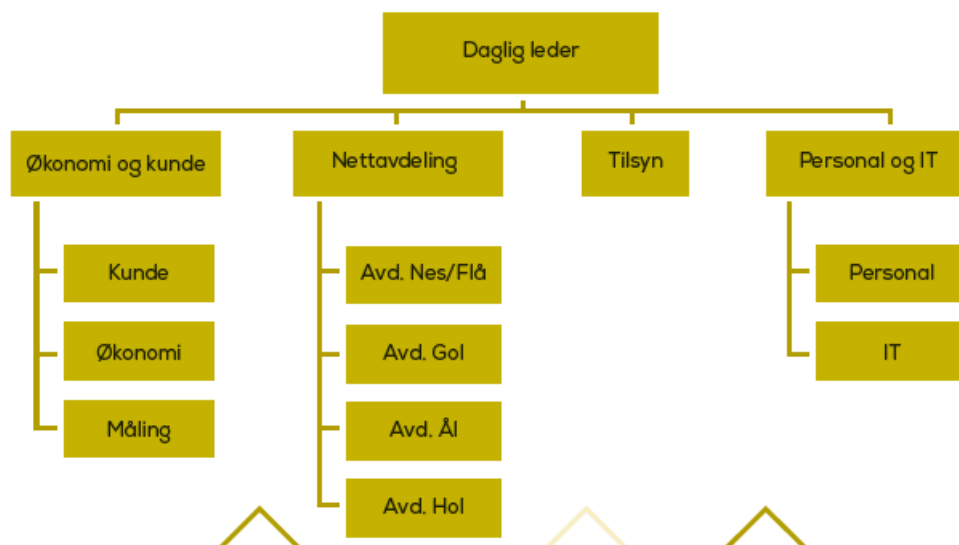 Daglig leder
Økonomi og kunde
Nettavdeling
Tilsyn
Personal og IT
Kunde
Økonomi
Måling
Avd. Nes/Flå
Avd. Gol
Avd. Ål
Avd. Hol
Personal
IT